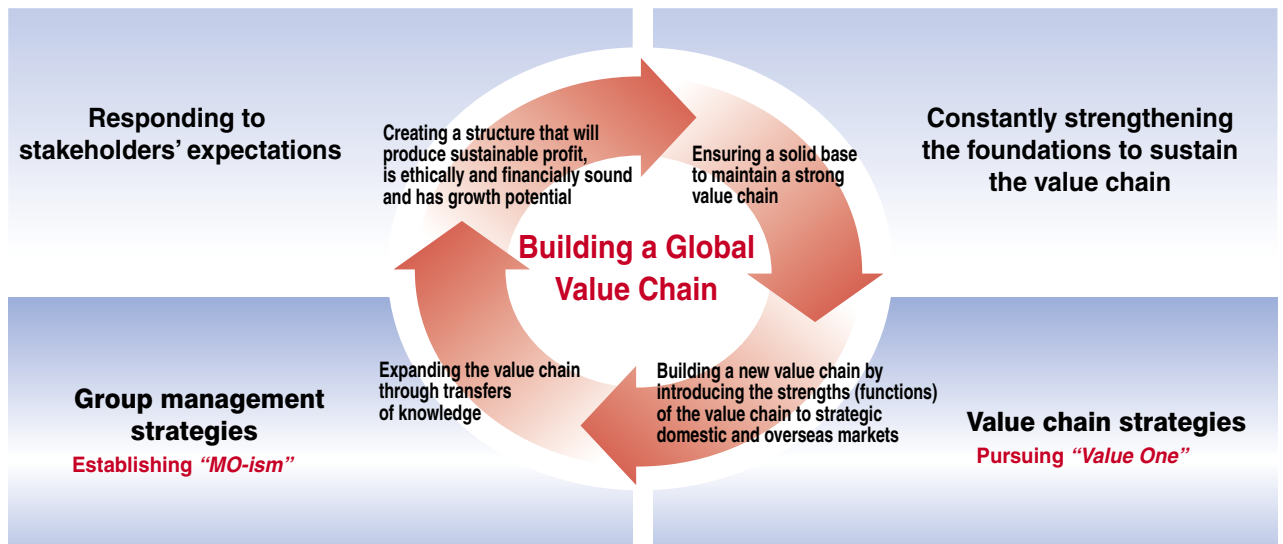 Responding to
stakeholders' expectations
Creating a structure that will
produce sustainable profit,
is ethically and financially sound
and has growth potential
Ensuring a solid base
to maintain a strong
value chain
Constantly strengthening
the foundations to sustain
the value chain
Building a Global
Value Chain
Group management
strategies
Establishing “MO-ism”
Expanding the value chain
through transfers
of knowledge
Building a new value chain by
introducing the strengths (functions)
of the value chain to strategic
domestic and overseas markets
Value chain strategies
Pursuing “Value One”